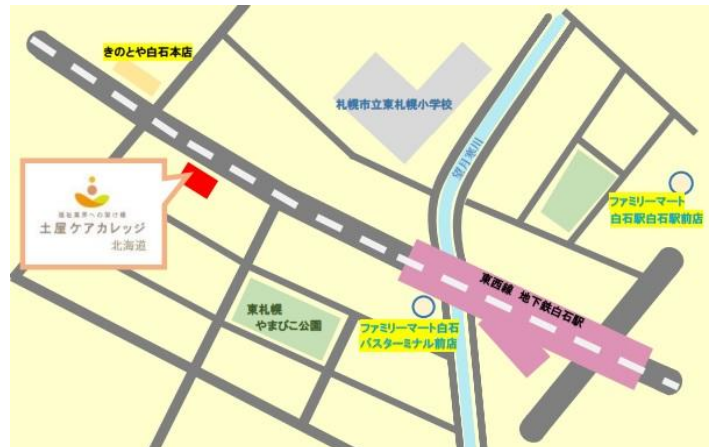 きのとや白石本店
札幌市立東札幌小学校
望月寒川
福祉業界への架け橋
土屋ケアカレッジ
北海道
ファミリーマート
白石駅白石駅前店
東西線 地下鉄白石駅
東札幌
やまびこ公園
ファミリーマート白石
バスターミナル前店